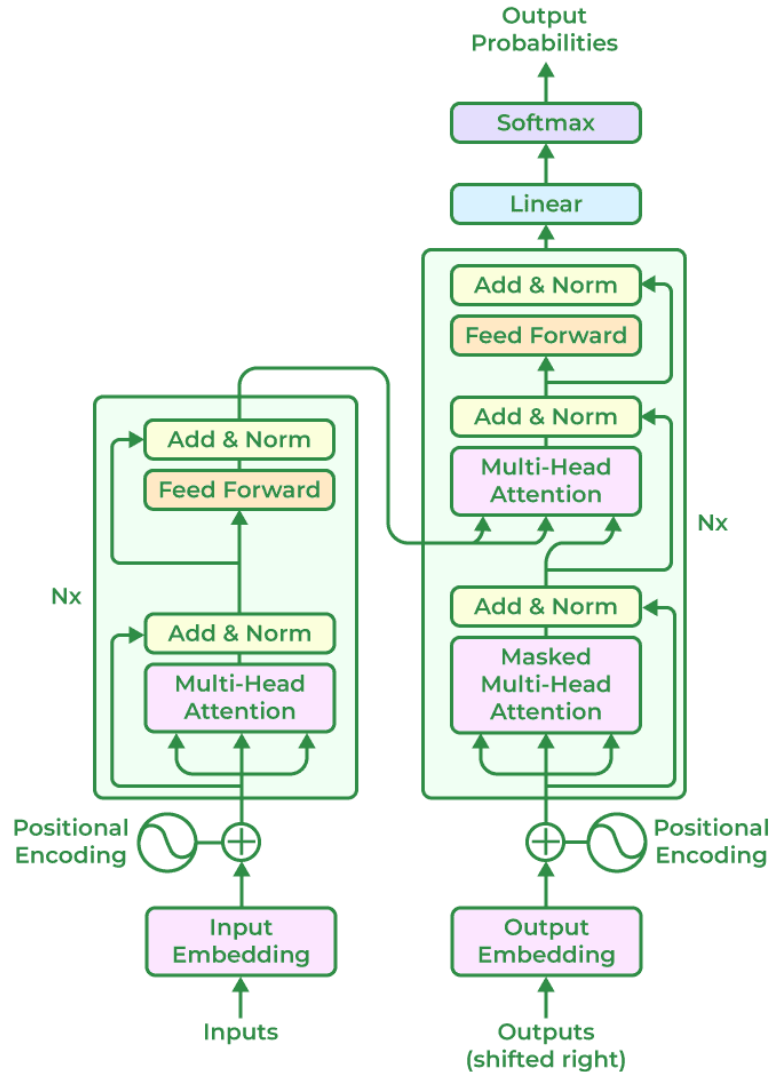 Output
Probabilities
Softmax
Linear
Add & Norm
Feed Forward
Add & Norm
Multi-Head
Attention
Nx
Add & Norm
Masked
Multi-Head
Attention
Positional
Encoding
Output
Embedding
Outputs
(shifted right)
Add & Norm
Feed Forward
Nx
Add & Norm
Multi-Head
Attention
Positional
Encoding
Input
Embedding
Inputs